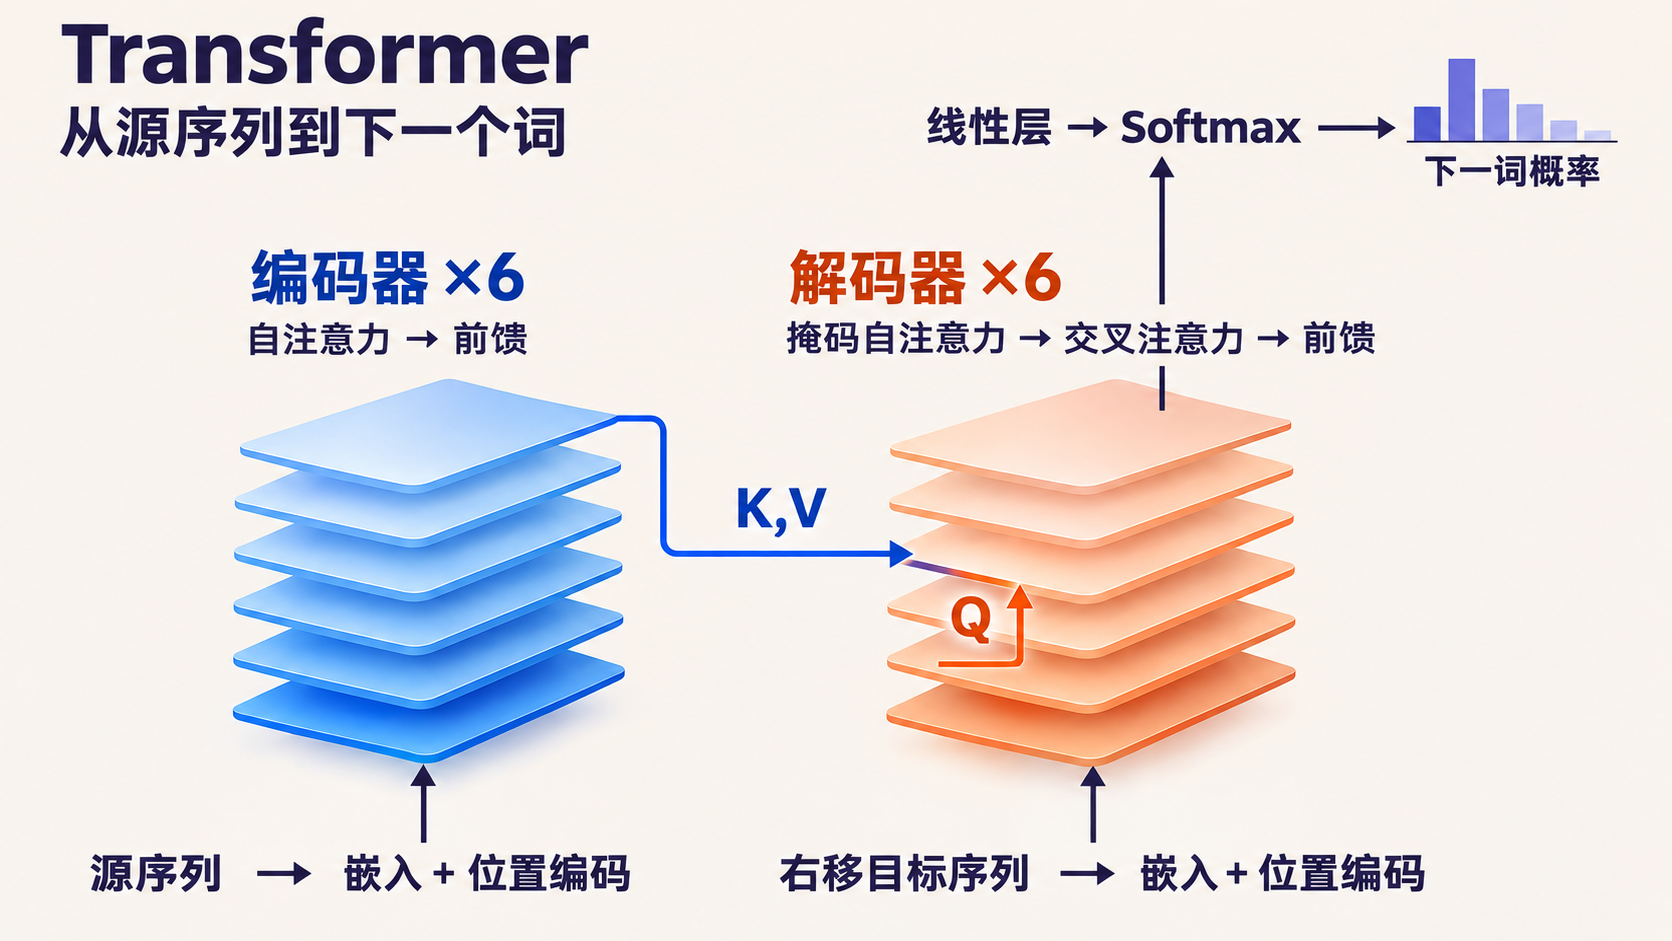 Transformer
从源序列到下一个词
线性层 → Softmax →
下一词概率
编码器 ×6
自注意力 → 前馈
解码器 ×6
掩码自注意力 → 交叉注意力 → 前馈
K,V
Q
源序列 → 嵌入 + 位置编码
右移目标序列 → 嵌入 + 位置编码